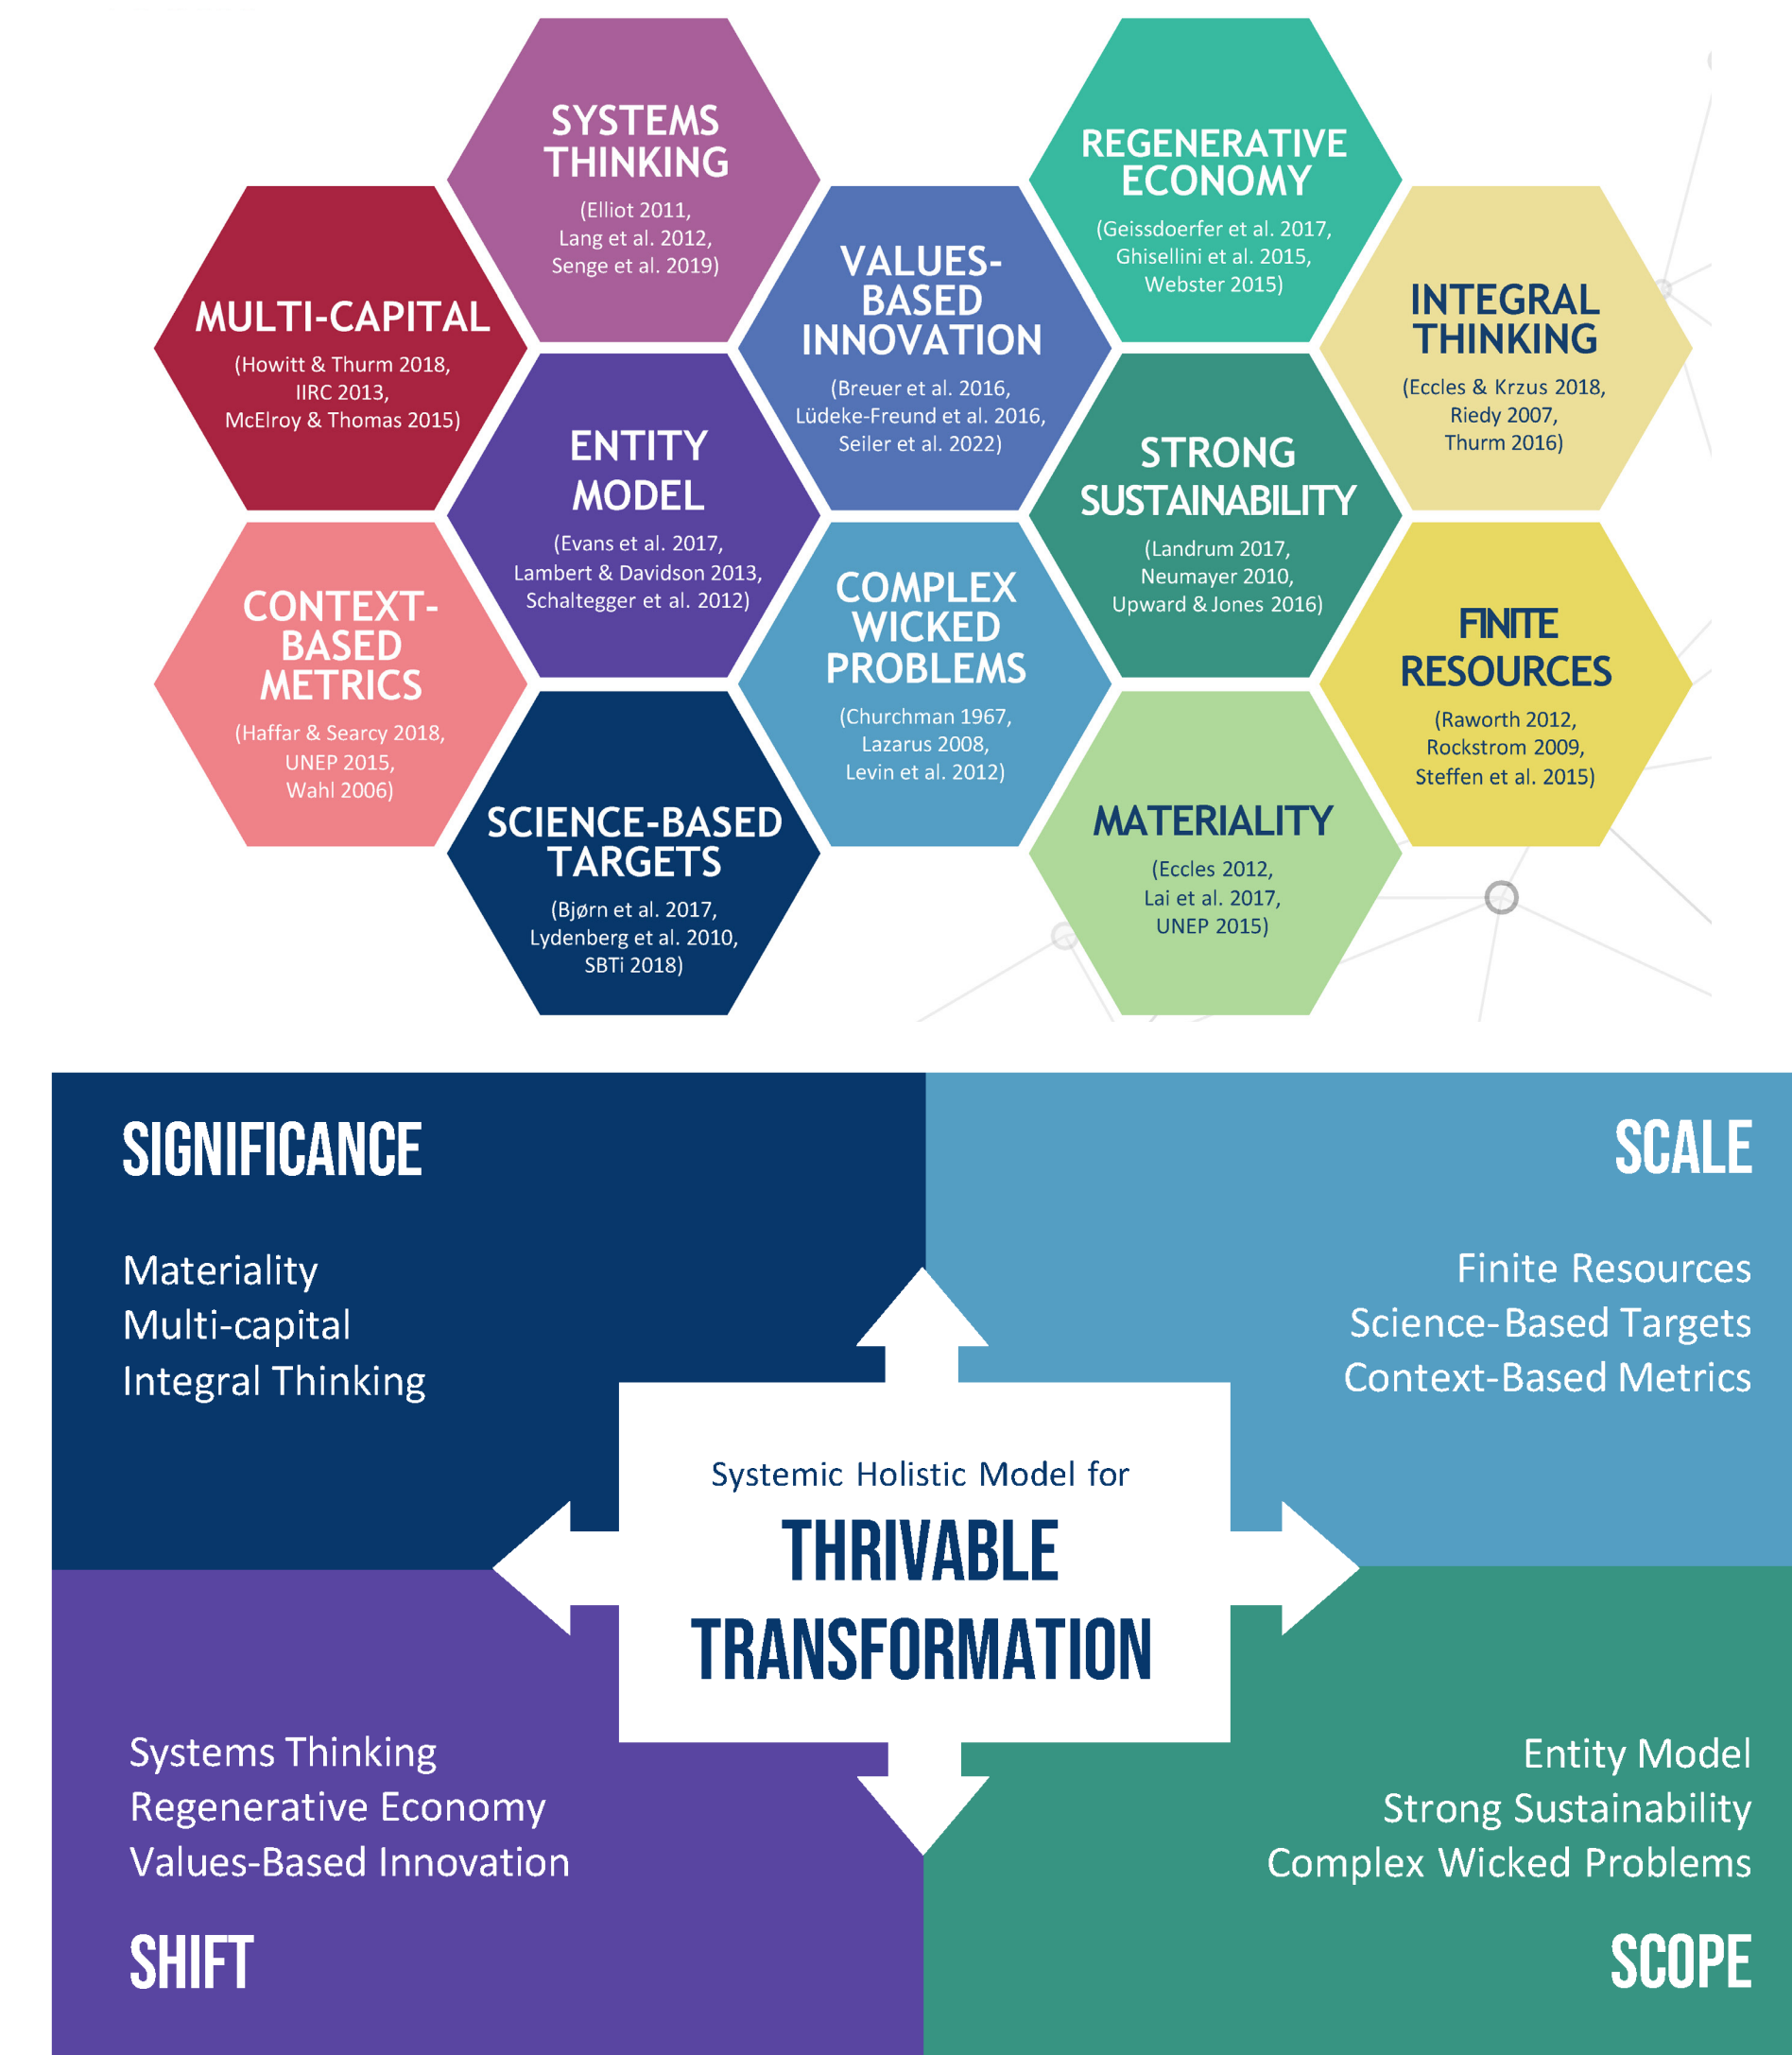 SYSTEMS
THINKING
(Elliot 2011,
Lang et al. 2012,
Senge et al. 2019)
REGENERATIVE
ECONOMY
(Geissdoerfer et al. 2017,
Ghisellini et al. 2015,
Webster 2015)
MULTI-CAPITAL
(Howitt & Thurm 2018,
IIRC 2013,
McElroy & Thomas 2015)
VALUES-
BASED
INNOVATION
(Breuer et al. 2016,
Lüdeke-Freund et al. 2016,
Seiler et al. 2022)
INTEGRAL
THINKING
(Eccles & Krzus 2018,
Riedy 2007,
Thurm 2016)
ENTITY
MODEL
(Evans et al. 2017,
Lambert & Davidson 2013,
Schaltegger et al. 2012)
STRONG
SUSTAINABILITY
(Landrum 2017,
Neumayer 2010,
Upward & Jones 2016)
CONTEXT-
BASED
METRICS
(Haffar & Searcy 2018,
UNEP 2015,
Wahl 2006)
COMPLEX
WICKED
PROBLEMS
(Churchman 1967,
Lazarus 2008,
Levin et al. 2012)
FINITE
RESOURCES
(Raworth 2012,
Rockstrom 2009,
Steffen et al. 2015)
SCIENCE-BASED
TARGETS
(Bjørn et al. 2017,
Lydenberg et al. 2010,
SBTi 2018)
MATERIALITY
(Eccles 2012,
Lai et al. 2017,
UNEP 2015)
SIGNIFICANCE
Materiality
Multi-capital
Integral Thinking
SCALE
Finite Resources
Science-Based Targets
Context-Based Metrics
Systemic Holistic Model for
THRIVABLE
TRANSFORMATION
Systems Thinking
Regenerative Economy
Values-Based Innovation
SHIFT
Entity Model
Strong Sustainability
Complex Wicked Problems
SCOPE